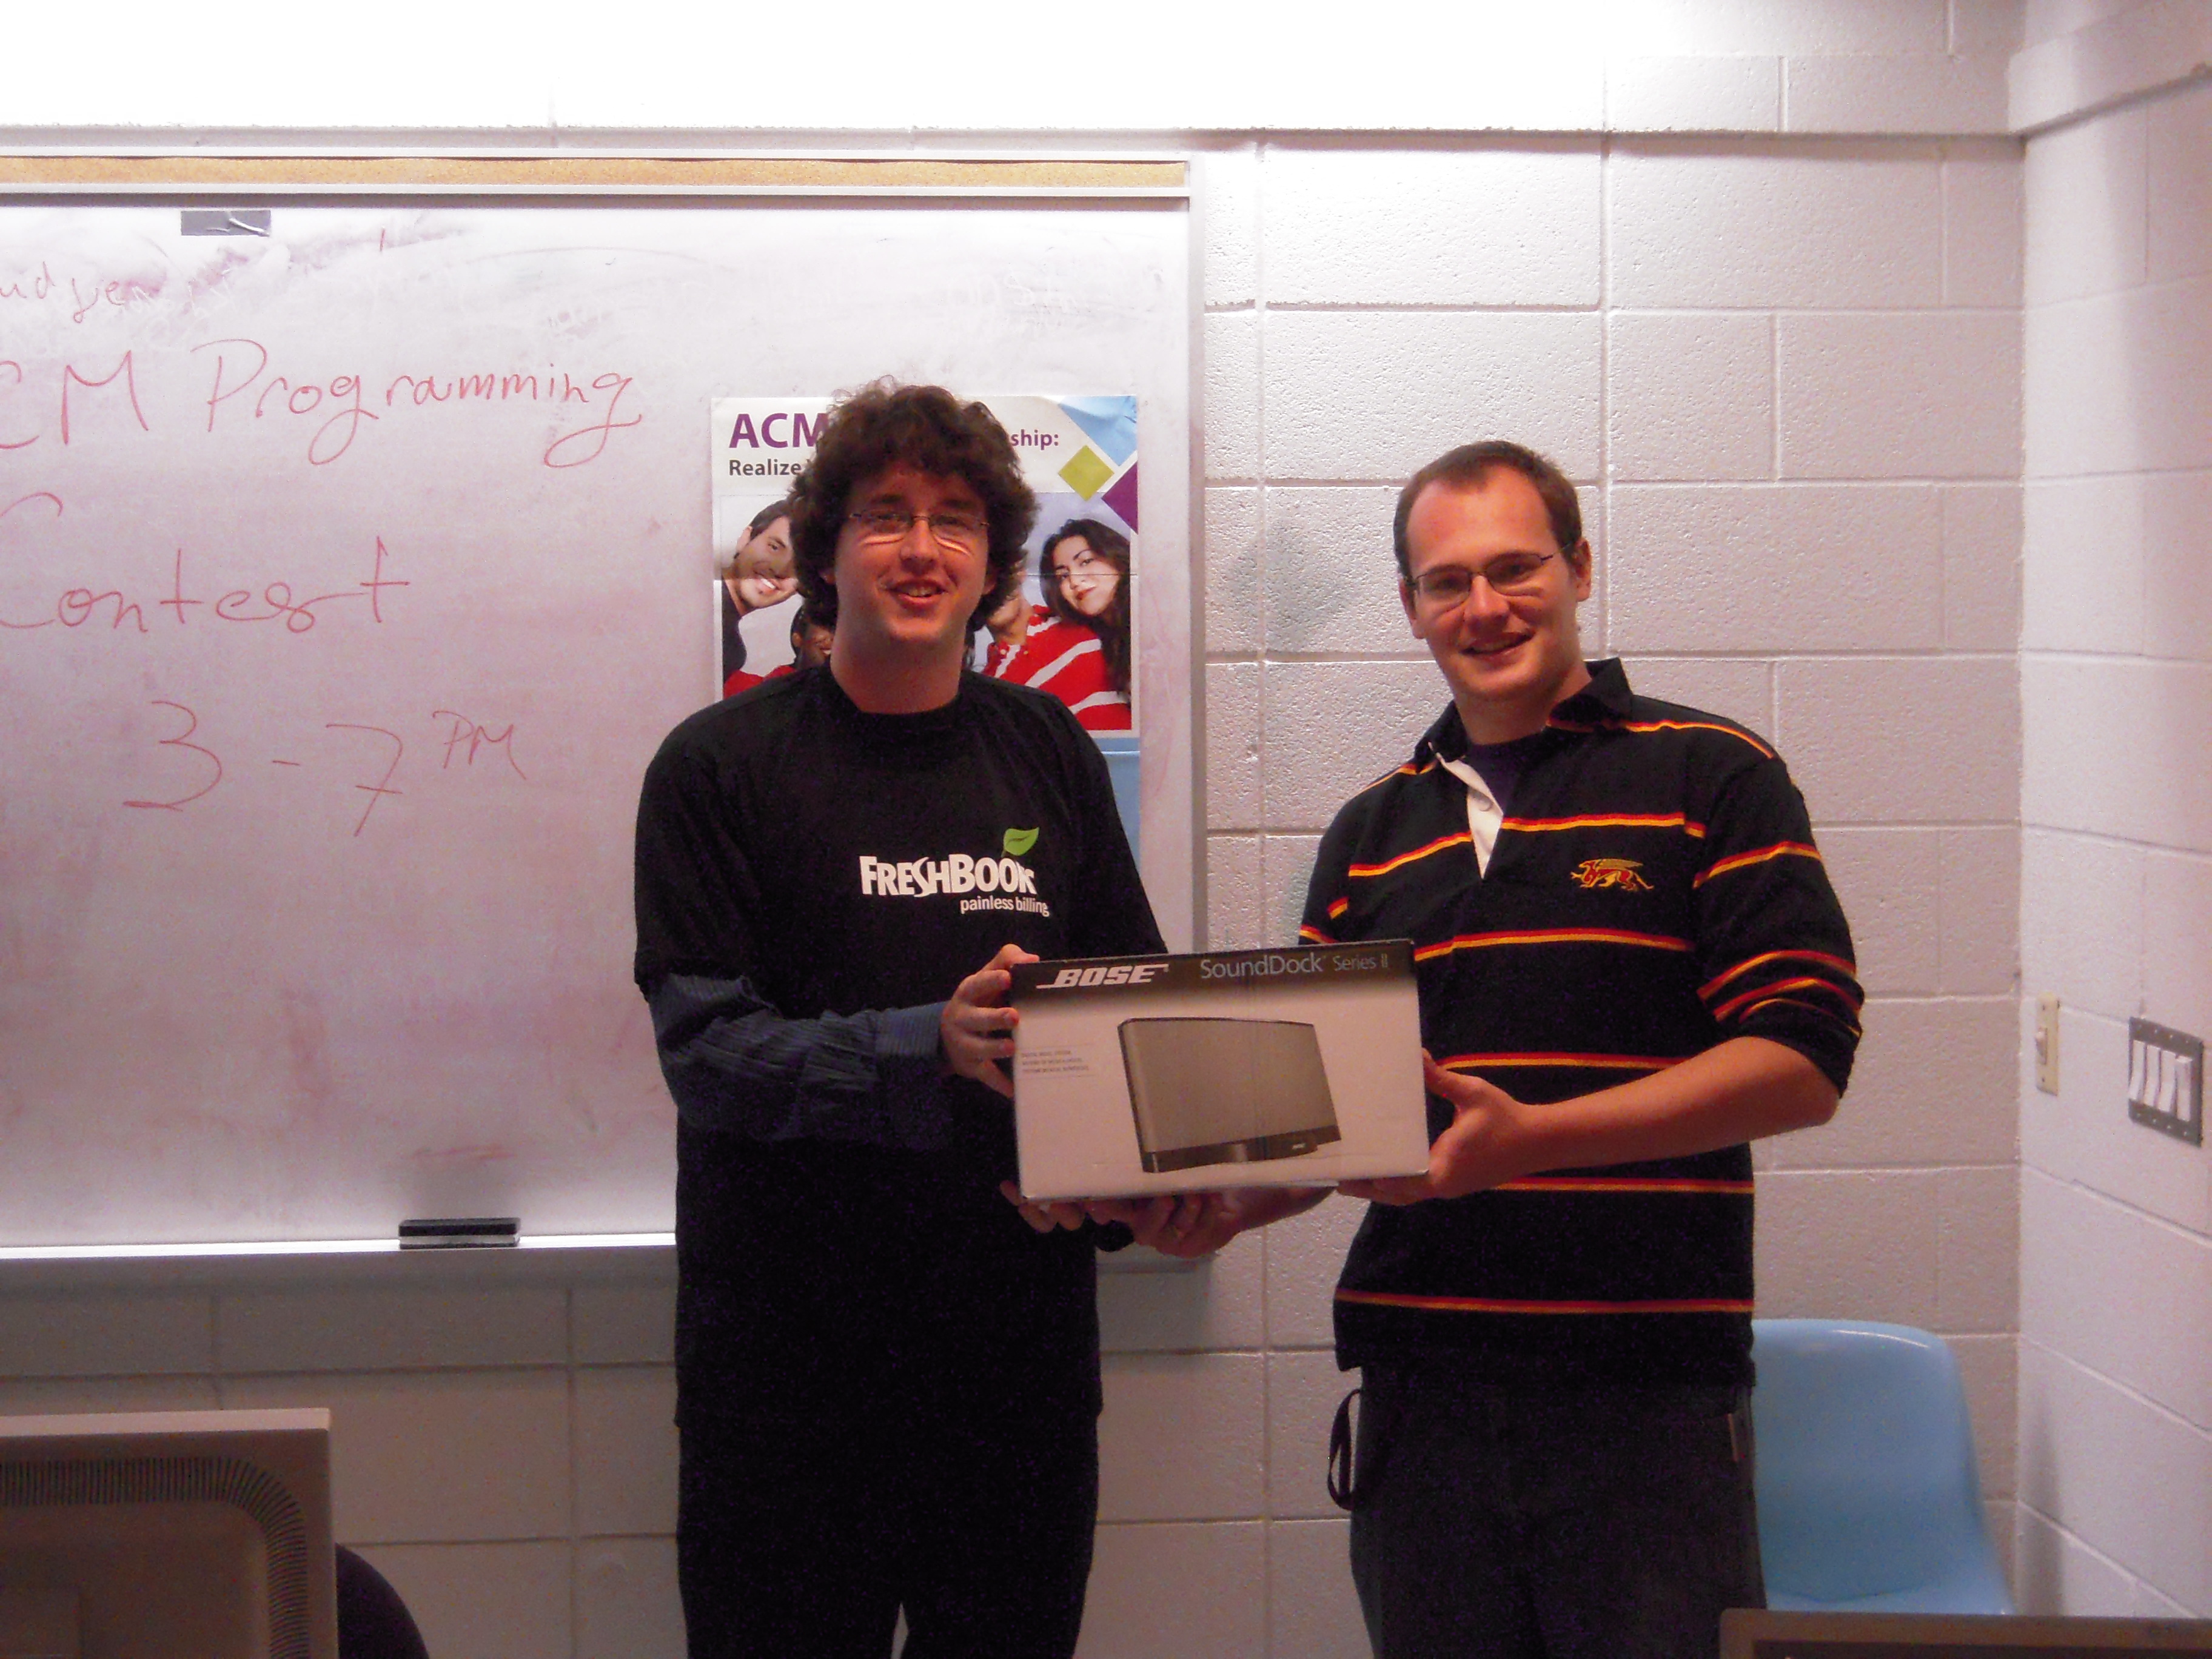 CM Programming
Contest
3 - 7 PM
ACM
ship:
Realize
FRESHBOOK
painless billing
BOSE SoundDock Series II